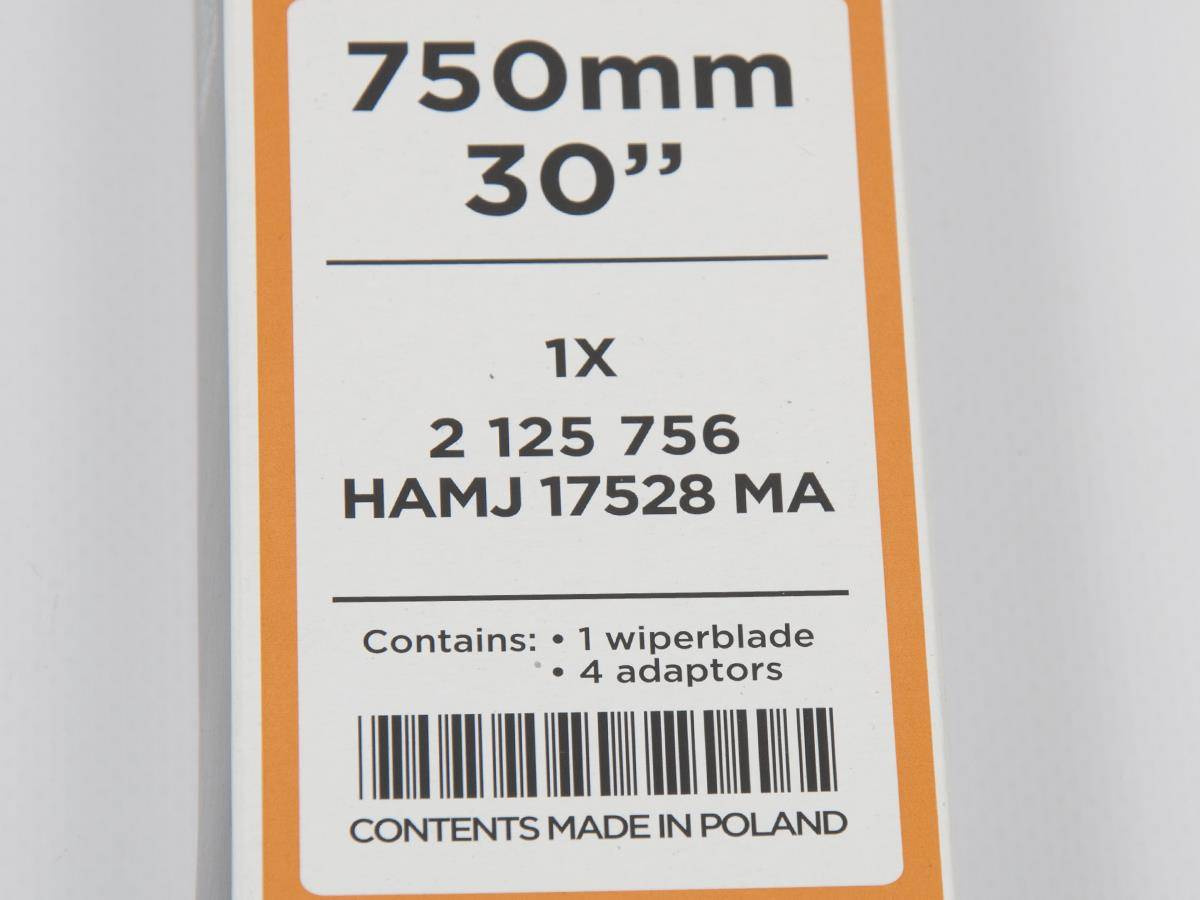 750mm
30”
1X
2 125 756
HAMJ 17528 MA
Contains: • 1 wiperblade
• 4 adaptors
CONTENTS MADE IN POLAND